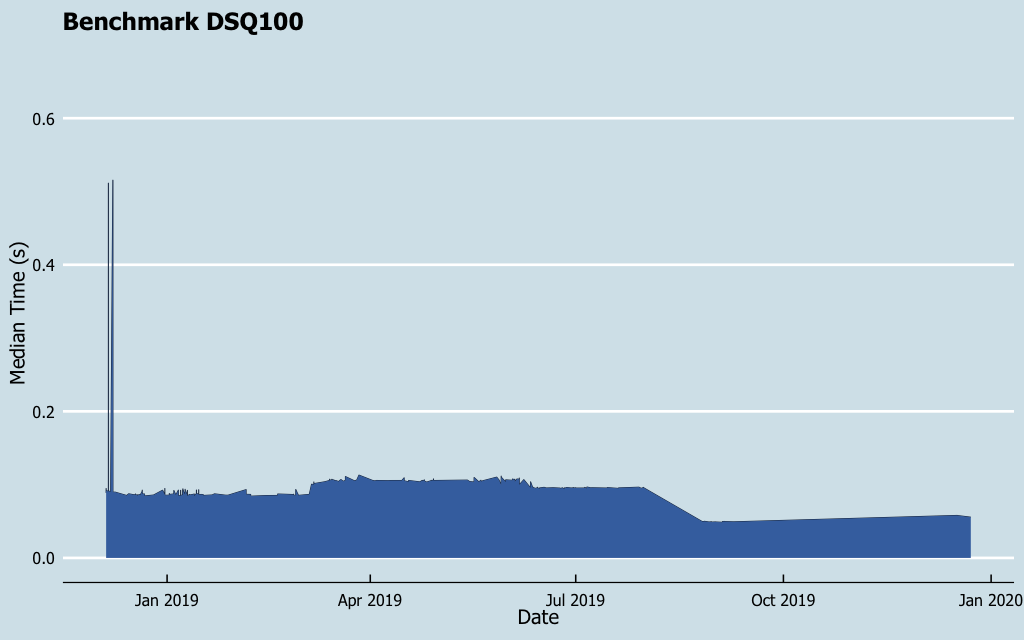 Benchmark DSQ100
Median Time (s)
0.6
0.4
0.2
0.0
Jan 2019
Apr 2019
Jul 2019
Oct 2019
Jan 2020
Date